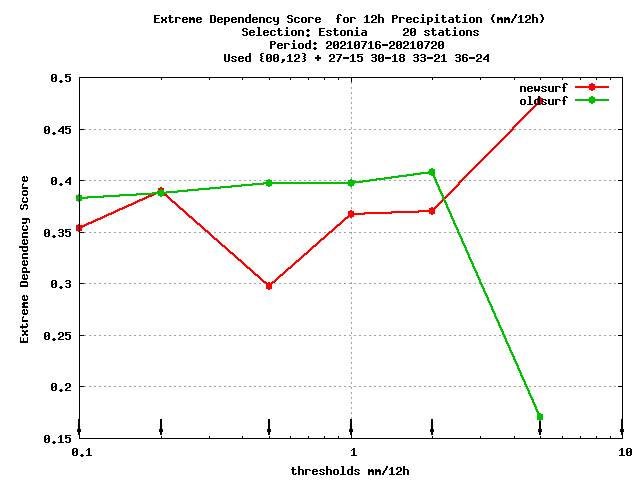 Extreme Dependency Score  for 12h Precipitation (mm/12h)
Selection: Estonia     20 stations
Period: 20210716-20210720
Used {00,12} + 27-15 30-18 33-21 36-24
newsurf
oldsurf
0.5
0.45
0.4
0.35
0.3
0.25
0.2
0.15
Extreme Dependency Score
0.1
1
10
thresholds mm/12h